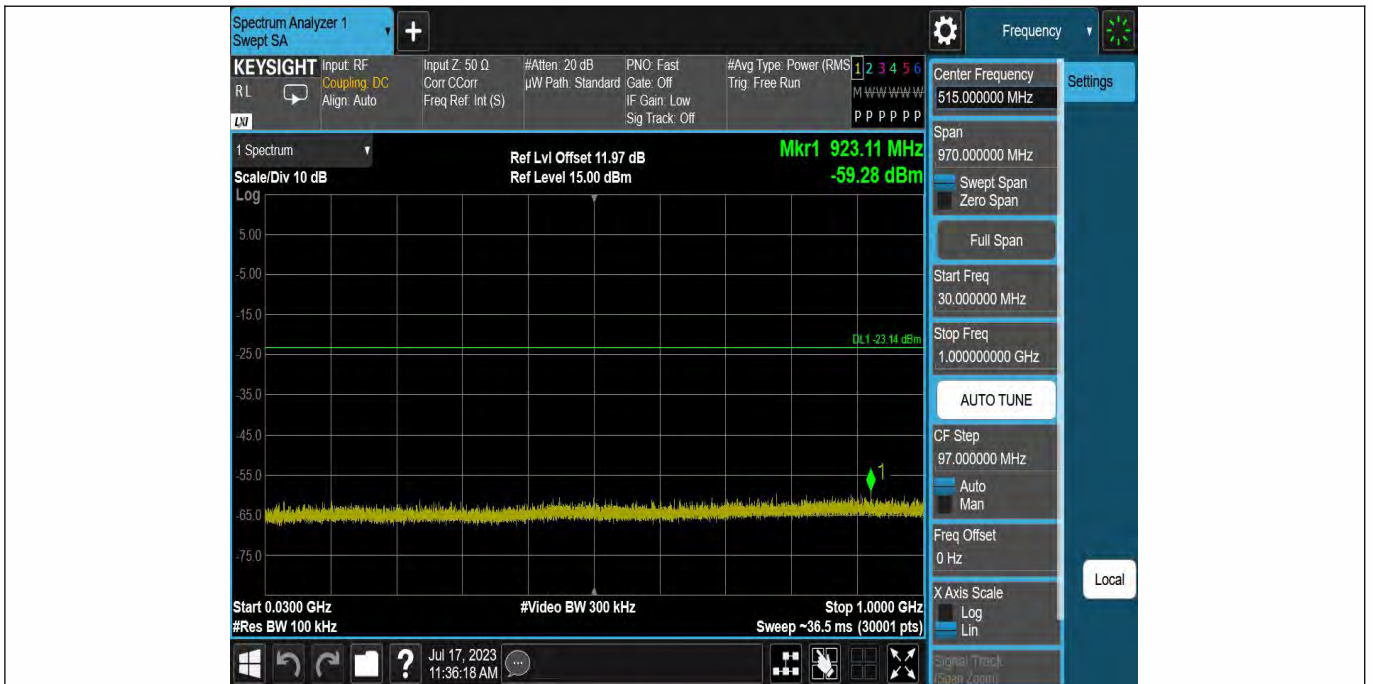 Spectrum Analyzer 1
Swept SA
Frequency
KEYSIGHT
RL
LXI
Input: RF
Coupling: DC
Align: Auto
Input Z: 50 Ω
Corr CCorr
Freq Ref: Int (S)
#Atten: 20 dB
µW Path: Standard
PNO: Fast
Gate: Off
IF Gain: Low
Sig Track: Off
#Avg Type: Power (RMS
Trig: Free Run
1 2 3 4 5 6
M W W W W W
P P P P P P
1 Spectrum
Scale/Div 10 dB
Log
Ref Lvl Offset 11.97 dB
Ref Level 15.00 dBm
Mkr1 923.11 MHz
-59.28 dBm
5.00
-5.00
-15.0
DL1 -23.14 dBm
-25.0
-35.0
-45.0
-55.0
1
-65.0
-75.0
Start 0.0300 GHz
#Res BW 100 kHz
#Video BW 300 kHz
Stop 1.0000 GHz
Sweep ~36.5 ms (30001 pts)
Jul 17, 2023
11:36:18 AM
Center Frequency
515.000000 MHz
Settings
Span
970.000000 MHz
Swept Span
Zero Span
Full Span
Start Freq
30.000000 MHz
Stop Freq
1.000000000 GHz
AUTO TUNE
CF Step
97.000000 MHz
Auto
Man
Freq Offset
0 Hz
X Axis Scale
Log
Lin
Local
Signal Track
(Span Zoom)